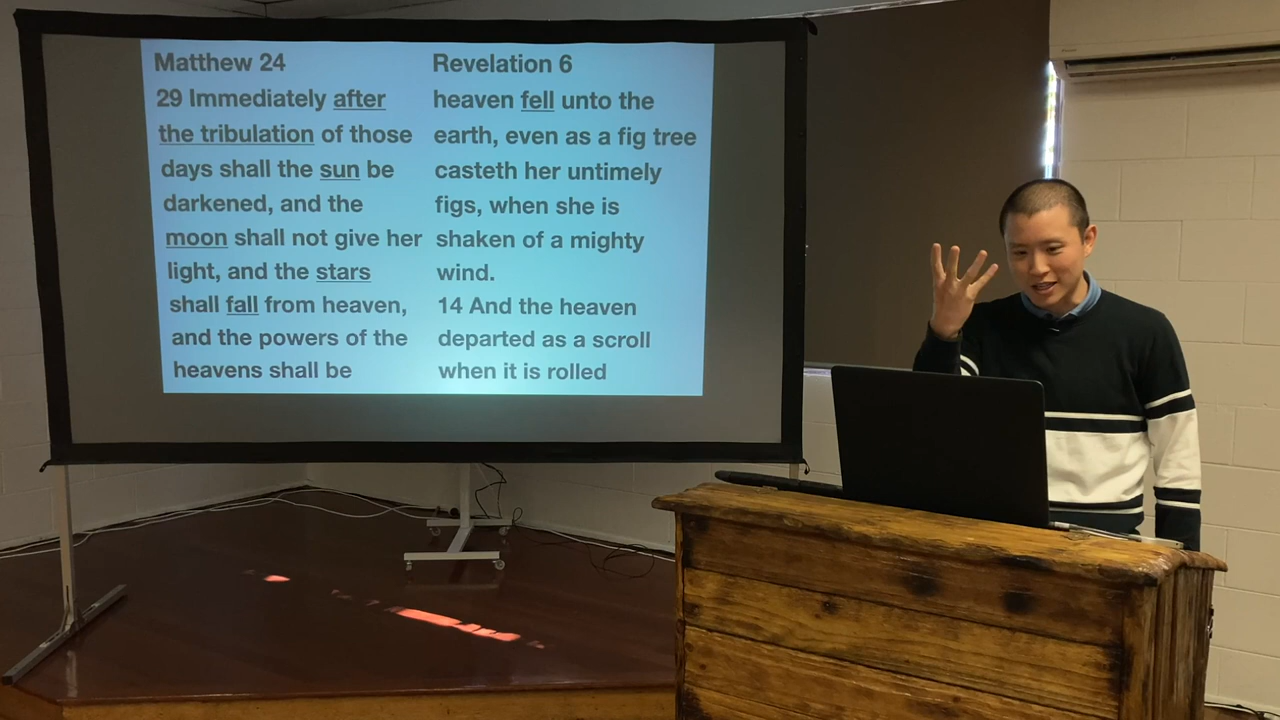 Matthew 24
29 Immediately after
the tribulation of those
days shall the sun be
darkened, and the
moon shall not give her
light, and the stars
shall fall from heaven,
and the powers of the
heavens shall be
Revelation 6
heaven fell unto the
earth, even as a fig tree
casteth her untimely
figs, when she is
shaken of a mighty
wind.
14 And the heaven
departed as a scroll
when it is rolled